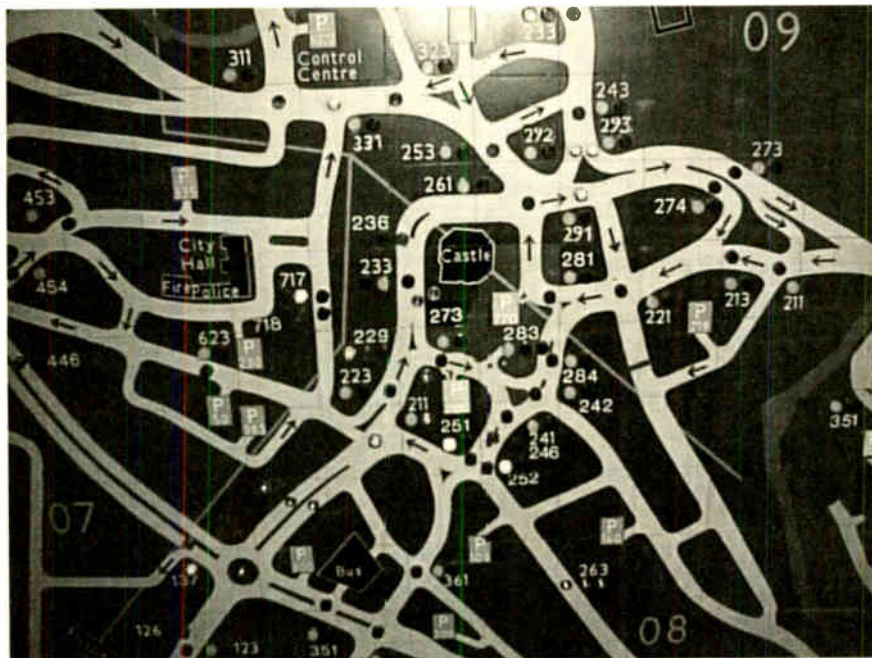 09
233
323
311
Control
Centre
243
331
253
292
293
273
261
453
274
236
291
City
Hall
Castle
281
454
Fire
Police
717
233
213
211
221
718
273
283
623
229
446
223
284
242
351
211
251
241
246
252
07
Bus
137
361
263
126
123
351
08
P
P
P
P
P
P
P
P
P
P
P
P